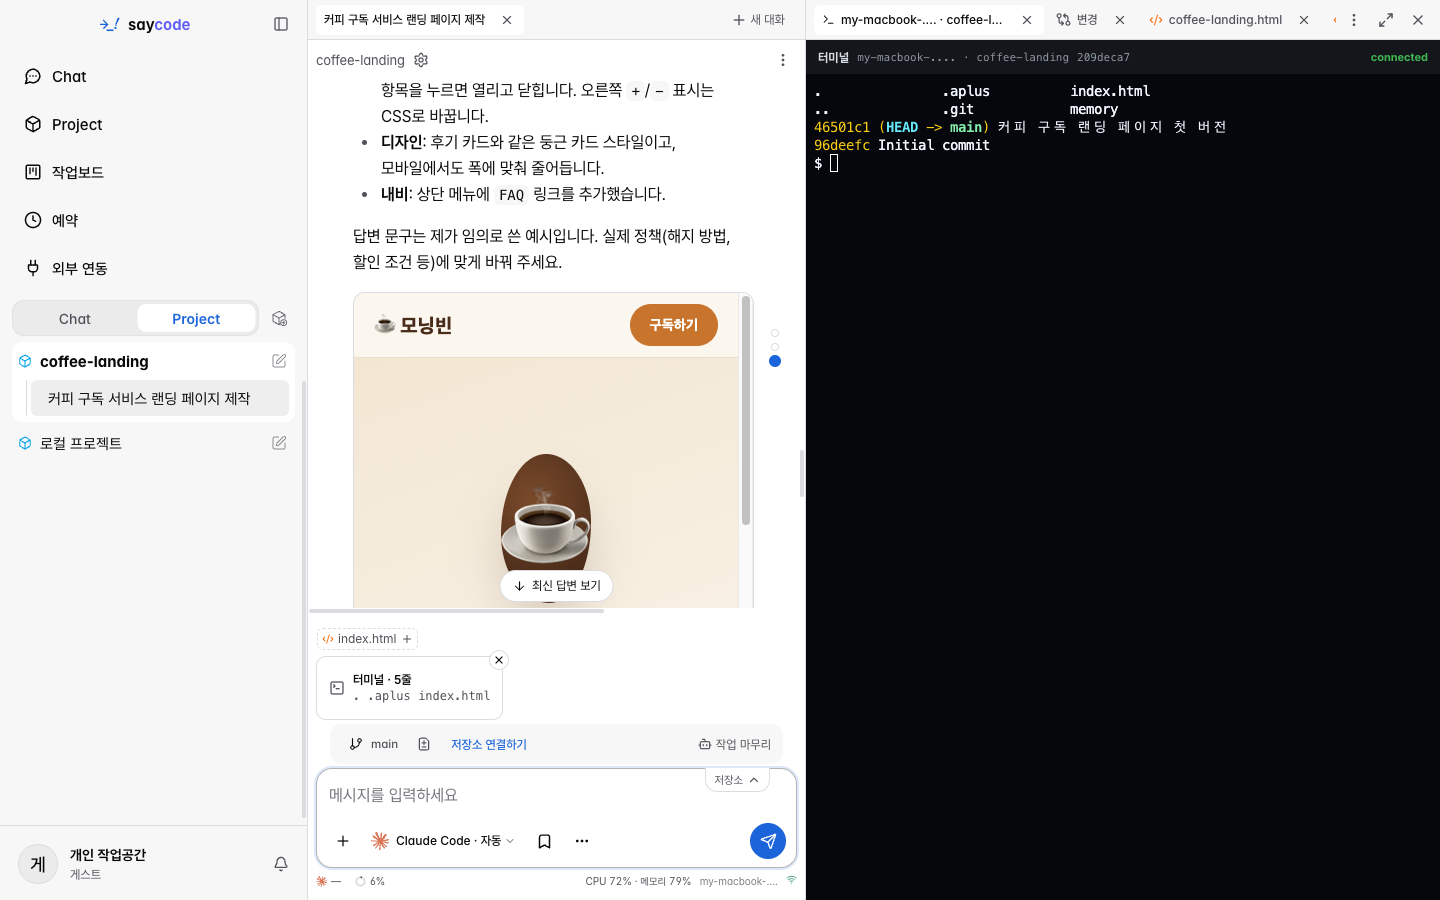 saycode
Chat
Project
작업보드
예약
외부 연동
Chat
Project
coffee-landing
커피 구독 서비스 랜딩 페이지 제작
로컬 프로젝트
게
개인 작업공간
게스트
커피 구독 서비스 랜딩 페이지 제작
새 대화
coffee-landing
항목을 누르면 열리고 닫힙니다. 오른쪽 + / − 표시는
CSS로 바꿉니다.
• 디자인: 후기 카드와 같은 둥근 카드 스타일이고,
모바일에서도 폭에 맞춰 줄어듭니다.
• 내비: 상단 메뉴에 FAQ 링크를 추가했습니다.
답변 문구는 제가 임의로 쓴 예시입니다. 실제 정책(해지 방법,
할인 조건 등)에 맞게 바꿔 주세요.
모닝빈
구독하기
최신 답변 보기
index.html
터미널 · 5줄
. .aplus index.html
main
저장소 연결하기
작업 마무리
저장소
메시지를 입력하세요
Claude Code · 자동
— 6%
CPU 72% · 메모리 79% my-macbook-....
my-macbook-.... · coffee-l...
변경
coffee-landing.html
터미널 my-macbook-.... · coffee-landing 209deca7
connected
. .aplus index.html
.. .git memory
46501c1 (HEAD -> main) 커피 구독 랜딩 페이지 첫 버전
96deefc Initial commit
$